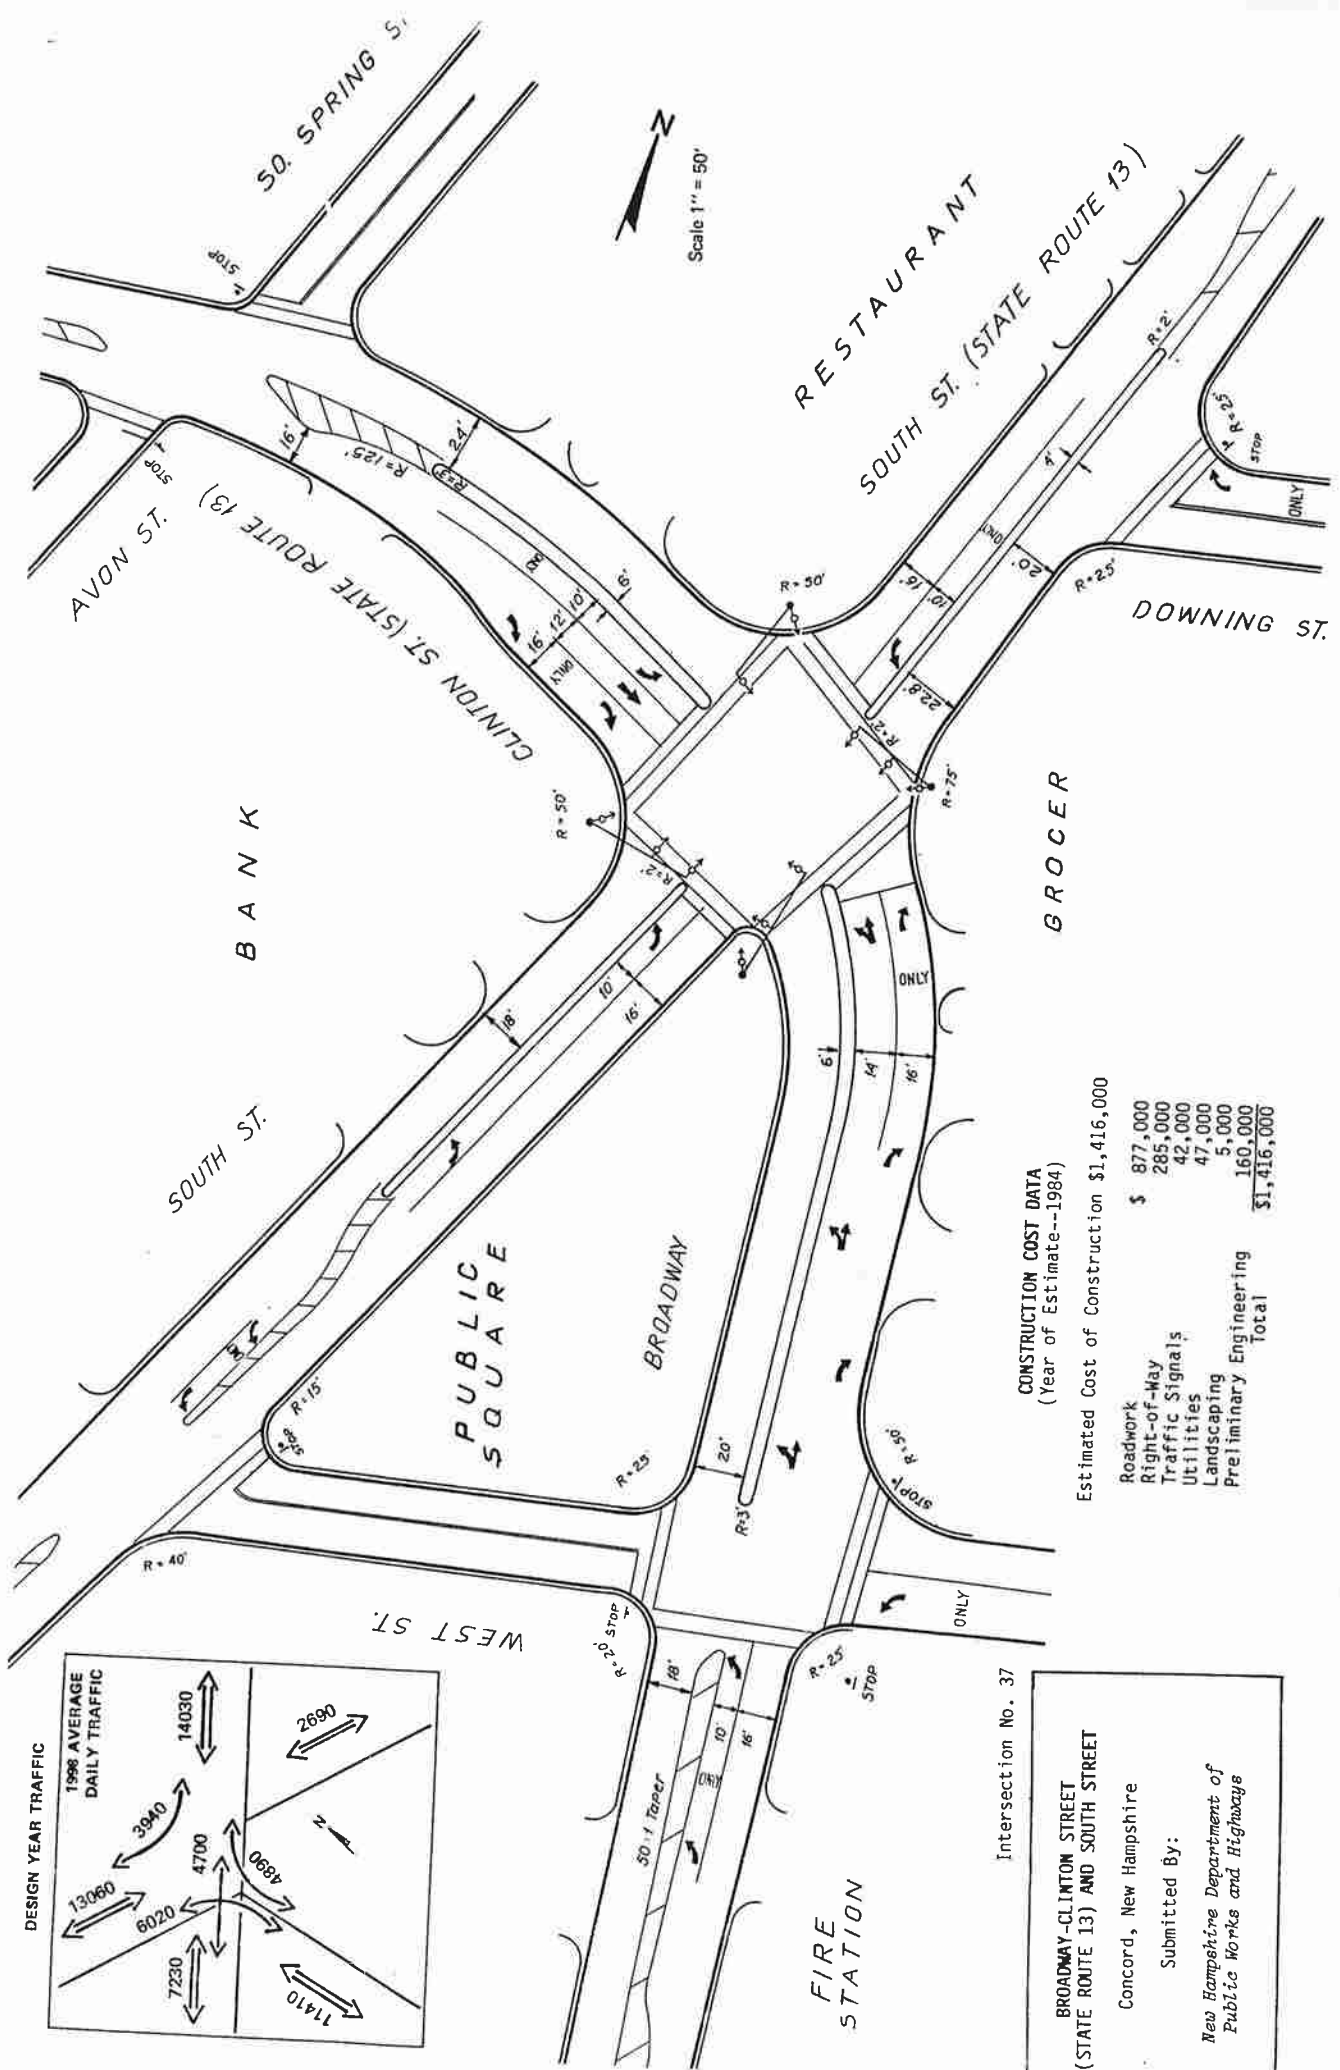 SO. SPRING S
STOP
Z
Scale 1" = 50'
RESTAURANT
SOUTH ST. (STATE ROUTE 13)
R=2'
STOP
R=25'
ONLY
4'
ONLY
20'
R=25'
16'
10'
22.8'
R=2'
DOWNING ST.
AVON ST.
STOP
16'
R=125'
R=3'
24'
CLINTON ST. (STATE ROUTE 13)
ONLY
6'
10'
12'
16'
ONLY
R=50'
R=50'
R=75'
R=2'
BANK
GROCER
SOUTH ST.
18'
10'
16'
ONLY
6'
14'
16'
PUBLIC
SQUARE
BROADWAY
ONLY
R=15'
STOP
R=25'
20'
R=3'
STOP
R=50'
R=40'
WEST ST.
R=20'
STOP
ONLY
R=25'
STOP
18'
10'
16'
ONLY
50:1 Taper
FIRE
STATION
CONSTRUCTION COST DATA
(Year of Estimate--1984)
Estimated Cost of Construction $1,416,000
Roadwork $ 877,000
Right-of-Way 285,000
Traffic Signals 42,000
Utilities 47,000
Landscaping 5,000
Preliminary Engineering 160,000
Total $1,416,000
DESIGN YEAR TRAFFIC
1998 AVERAGE
DAILY TRAFFIC
13060
3940
14030
6020
4700
7230
4890
2690
11410
N
Intersection No. 37
BROADWAY-CLINTON STREET
(STATE ROUTE 13) AND SOUTH STREET
Concord, New Hampshire
Submitted By:
New Hampshire Department of
Public Works and Highways